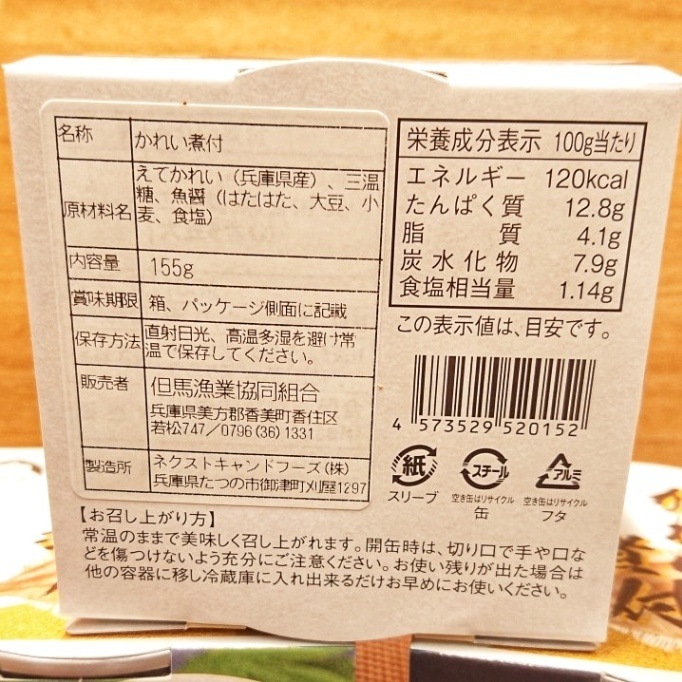 名称 かれい煮付
原材料名 えてかれい（兵庫県産）、三温
糖、魚醤（はたはた、大豆、小
麦、食塩）
内容量 155g
賞味期限 箱、パッケージ側面に記識
保存方法 直射日光、高温多湿を避け常
温で保存してください。
販売者 但馬漁業協同組合
兵庫県美方郡香美町香住区
若松747／0796(36)1331
製造所 ネクストキャンドフーズ（株）
兵庫県たつの市御津町刈屋1297
栄養成分表示 100g当たり
エネルギー 120kcal
たんぱく質 12.8g
脂質 4.1g
炭水化物 7.9g
食塩相当量 1.14g
この表示値は、目安です。
4 573529 520152
紙
スリーブ
スチール
空き缶はリサイクル
缶
アルミ
空き缶はリサイクル
フタ
【お召し上がり方】
常温のままで美味しく召し上がれます。開缶時は、切り口で手や口な
どを傷つけないよう充分にご注意ください。お使い残りが出た場合は
他の容器に移し冷蔵庫に入れ出来るだけお早めにお使いください。